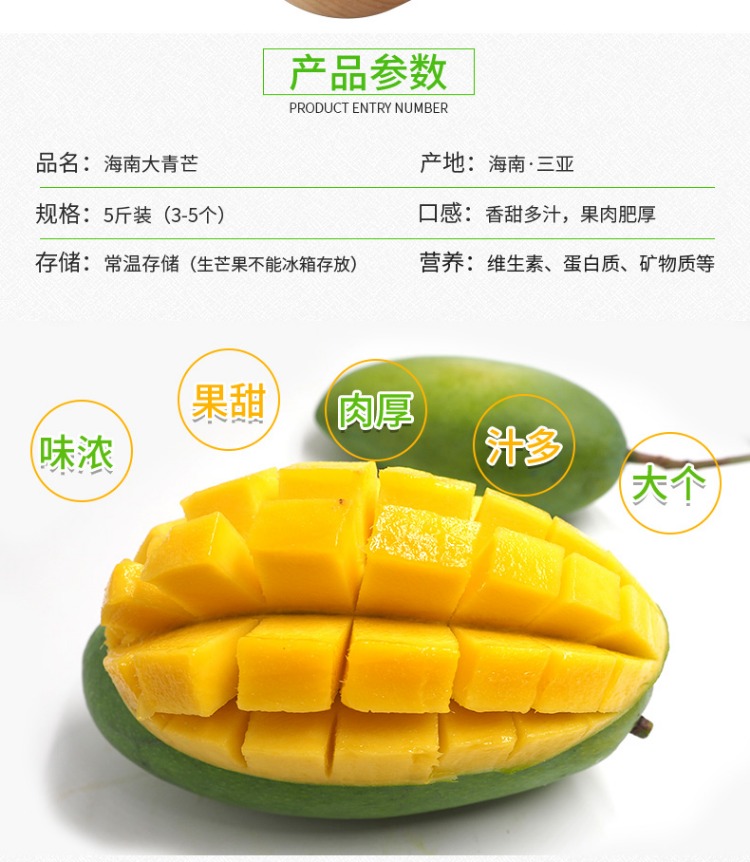 产品参数
PRODUCT ENTRY NUMBER
品名：海南大青芒
产地：海南·三亚
规格：5斤装（3-5个）
口感：香甜多汁，果肉肥厚
存储：常温存储（生芒果不能冰箱存放）
营养：维生素、蛋白质、矿物质等
味浓
果甜
肉厚
汁多
大个